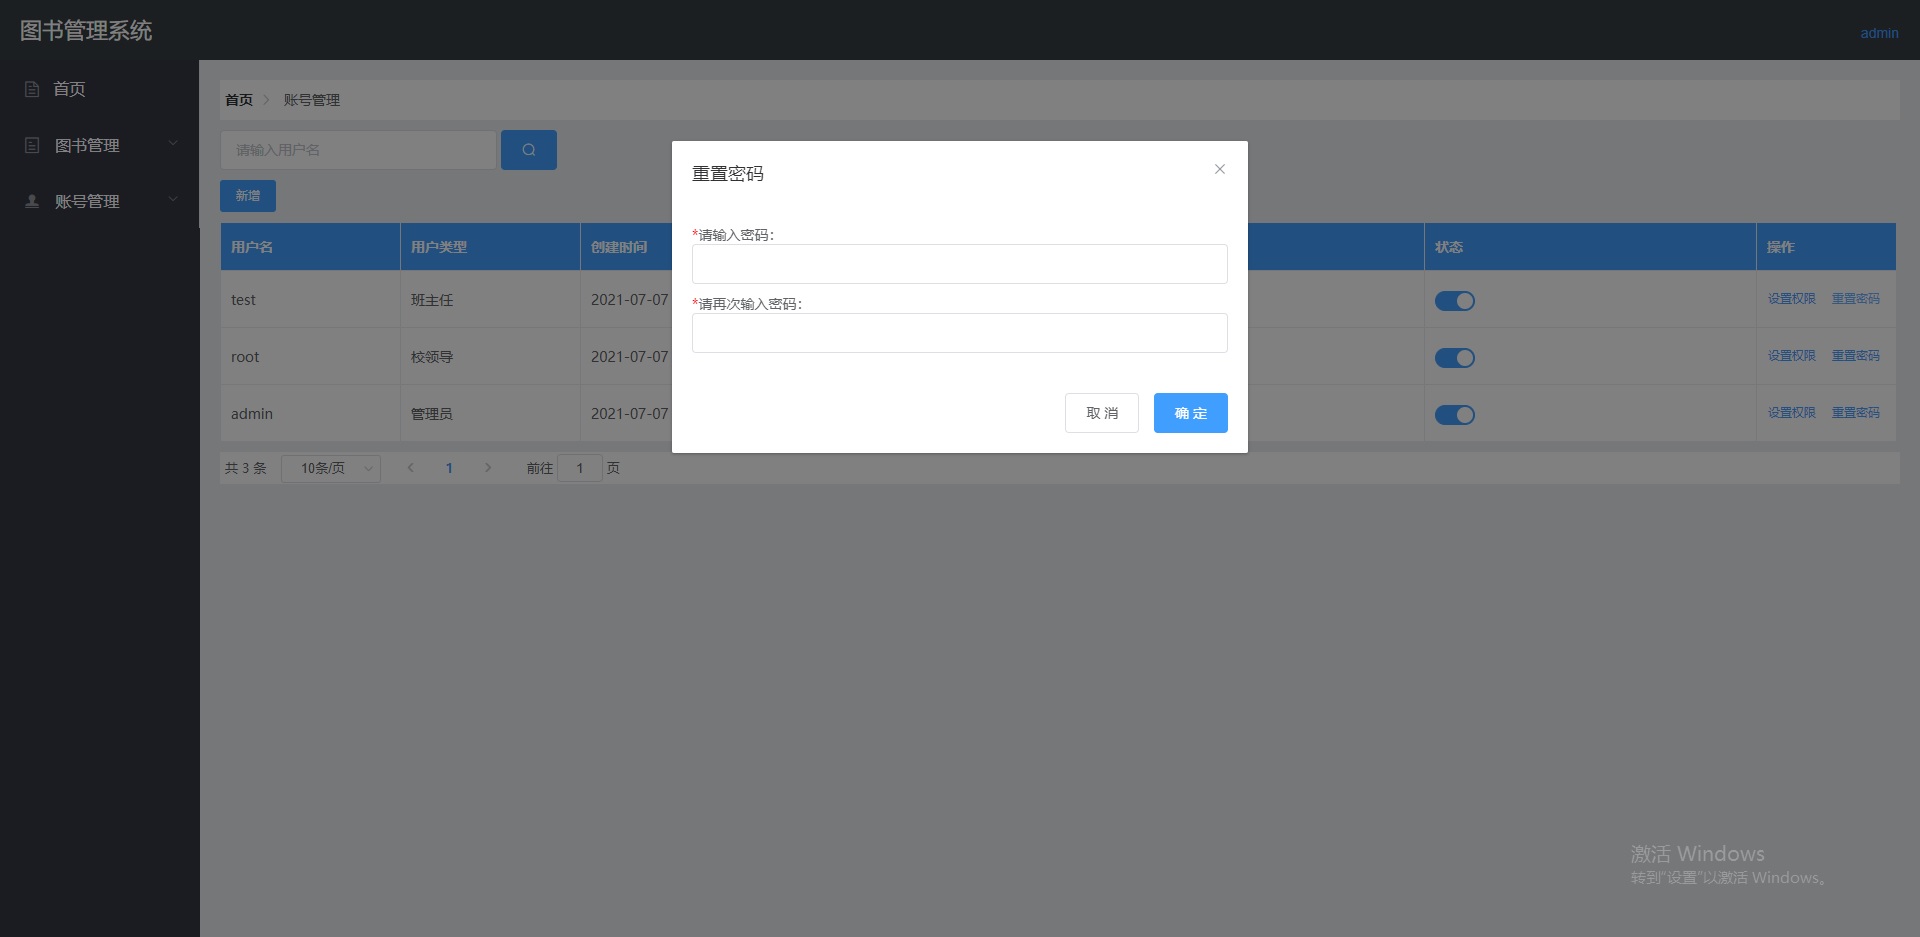 图书管理系统
admin
首页
图书管理
账号管理
首页 账号管理
请输入用户名
新增
用户名 用户类型 创建时间 状态 操作
test 班主任 2021-07-07 设置权限 重置密码
root 校领导 2021-07-07 设置权限 重置密码
admin 管理员 2021-07-07 设置权限 重置密码
共 3 条 10条/页 1 前往 1 页
重置密码
*请输入密码:
*请再次输入密码:
取 消 确 定
激活 Windows
转到"设置"以激活 Windows。